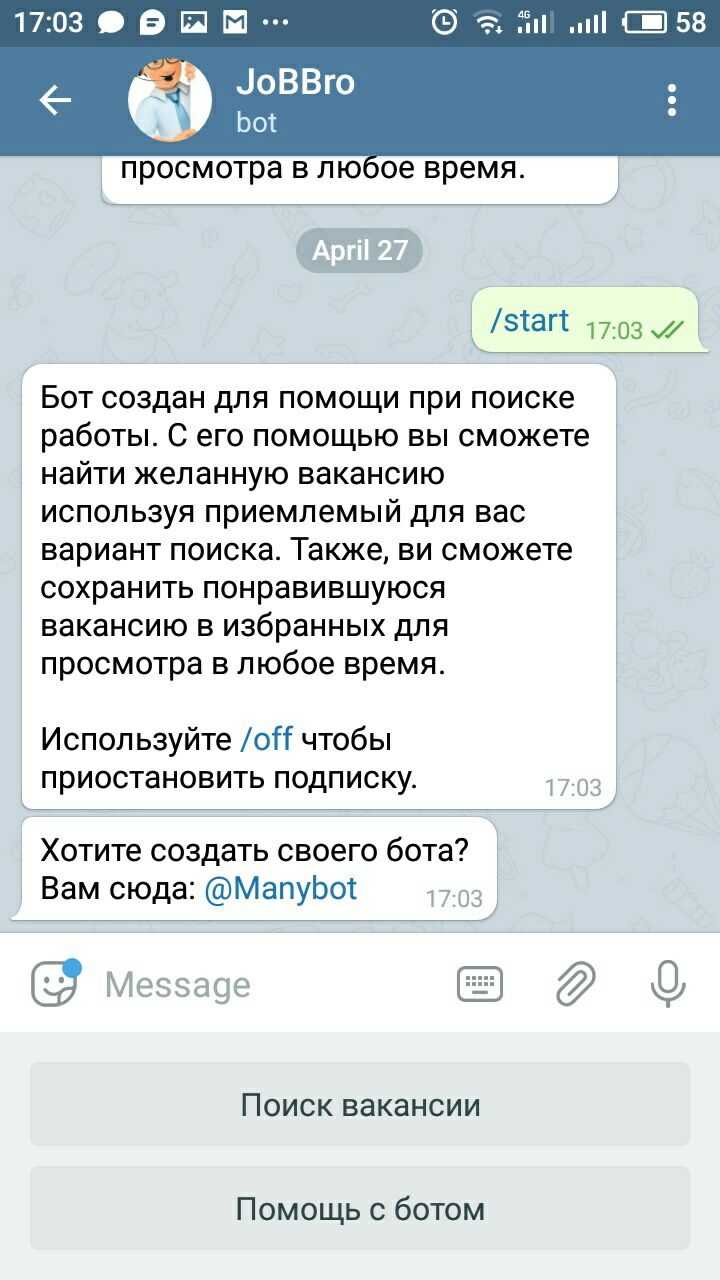 17:03
4G
58
JoBBro
bot
просмотра в любое время.
April 27
/start 17:03
Бот создан для помощи при поиске
работы. С его помощью вы сможете
найти желанную вакансию
используя приемлемый для вас
вариант поиска. Также, ви сможете
сохранить понравившуюся
вакансию в избранных для
просмотра в любое время.
Используйте /off чтобы
приостановить подписку. 17:03
Хотите создать своего бота?
Вам сюда: @Manybot 17:03
Message
Поиск вакансии
Помощь с ботом